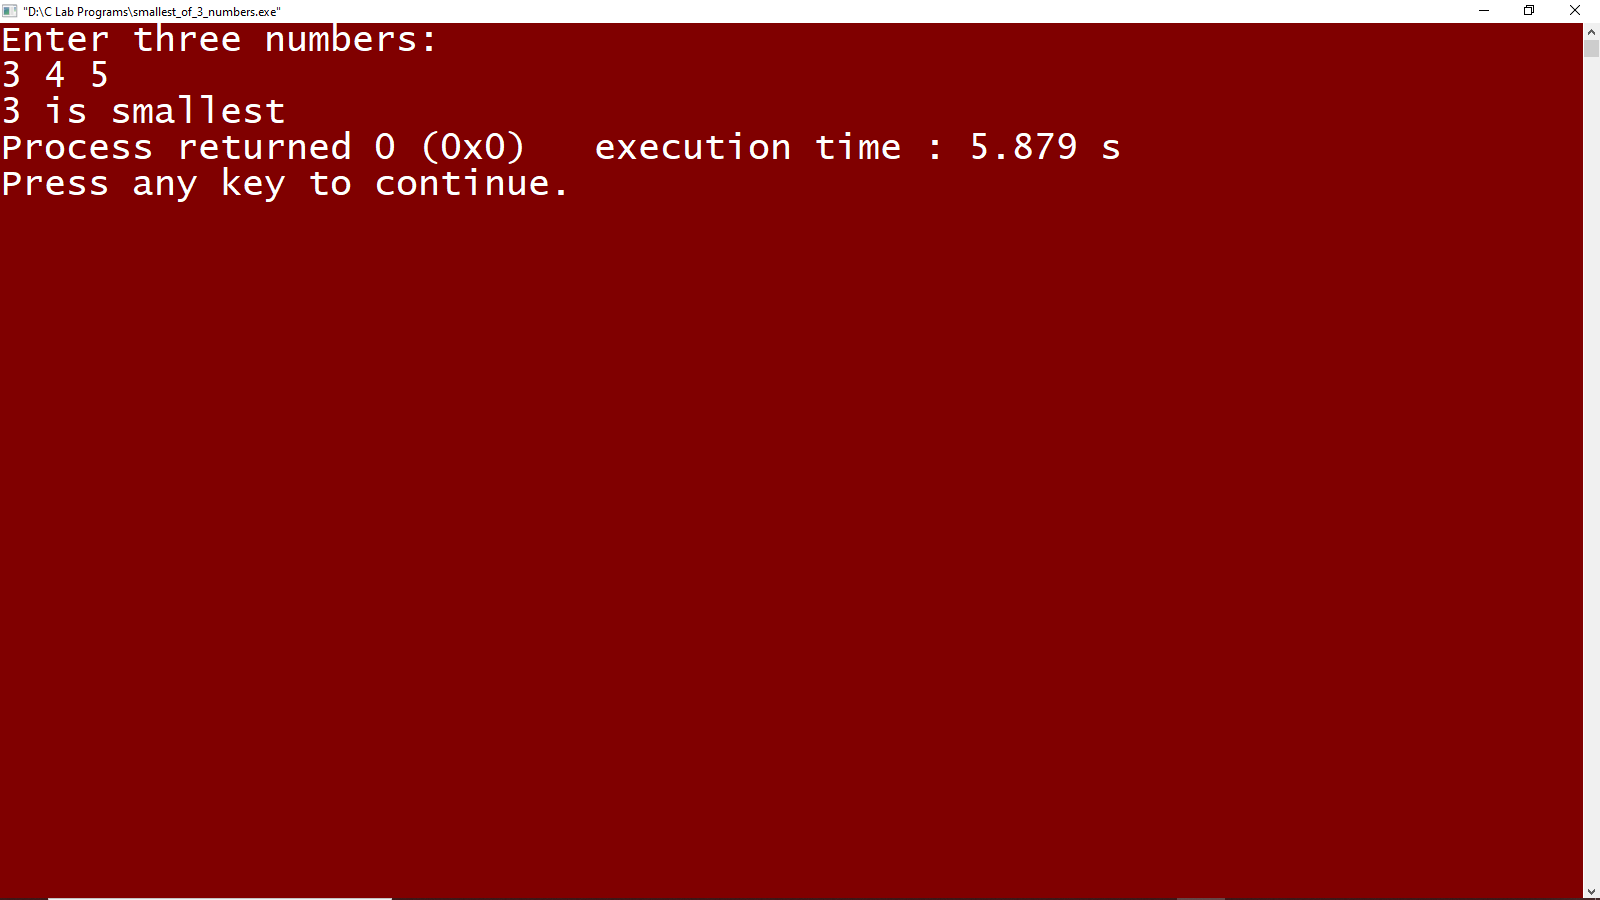 "D:\C Lab Programs\smallest_of_3_numbers.exe"
Enter three numbers:
3 4 5
3 is smallest
Process returned 0 (0x0)   execution time : 5.879 s
Press any key to continue.